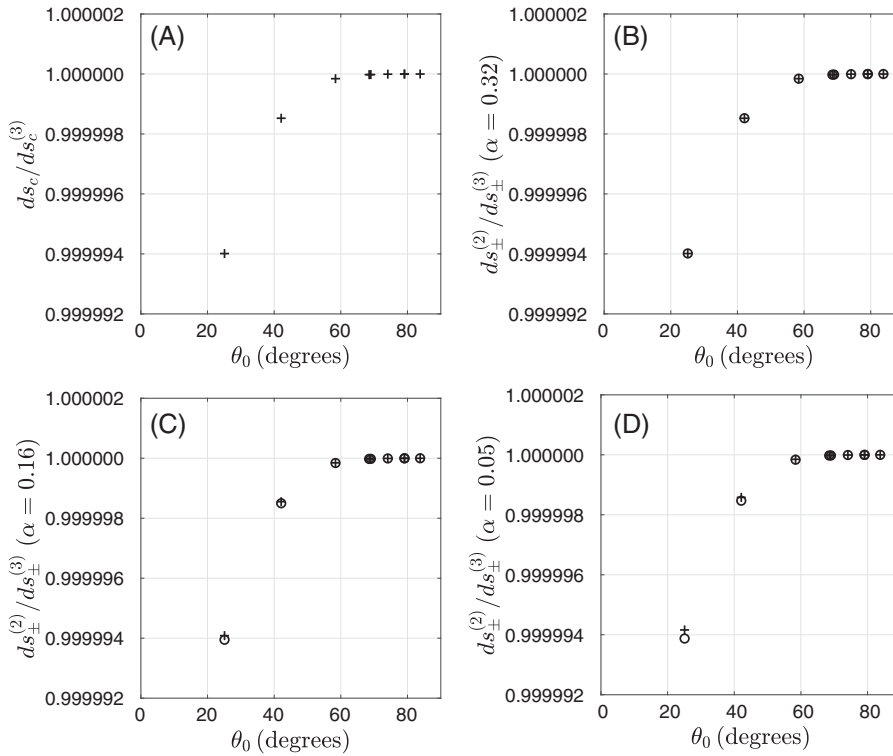 (A)
1.000002
1.000000
0.999998
0.999996
0.999994
0.999992
0 20 40 60 80
θ₀ (degrees)
ds_c/ds_c^{(3)}
(B)
1.000002
1.000000
0.999998
0.999996
0.999994
0.999992
0 20 40 60 80
θ₀ (degrees)
ds_±^{(2)}/ds_±^{(3)} (α = 0.32)
(C)
1.000002
1.000000
0.999998
0.999996
0.999994
0.999992
0 20 40 60 80
θ₀ (degrees)
ds_±^{(2)}/ds_±^{(3)} (α = 0.16)
(D)
1.000002
1.000000
0.999998
0.999996
0.999994
0.999992
0 20 40 60 80
θ₀ (degrees)
ds_±^{(2)}/ds_±^{(3)} (α = 0.05)